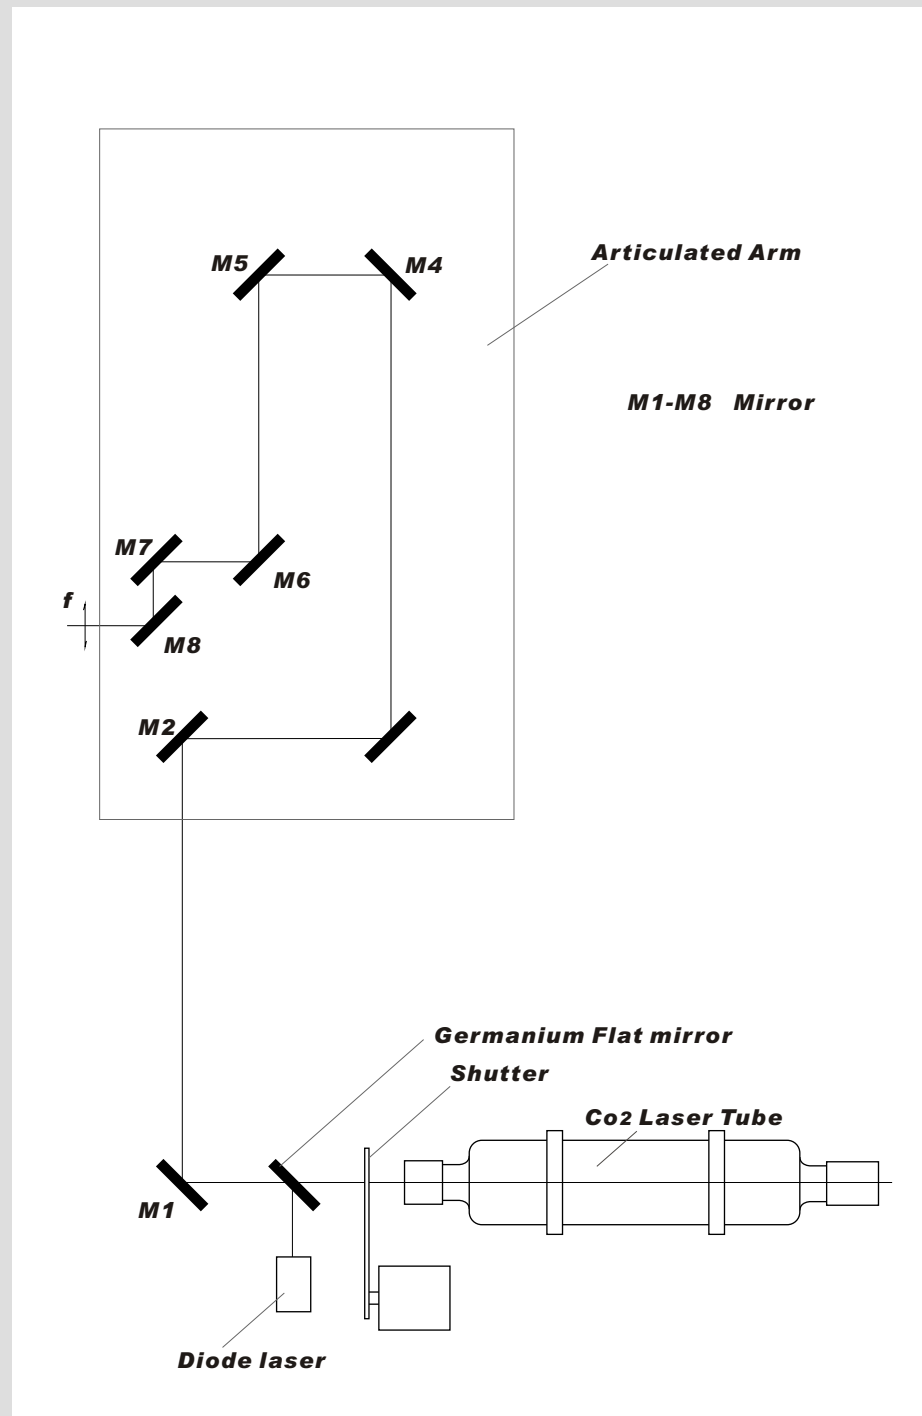 M5
M4
Articulated Arm
M1-M8 Mirror
M7
M6
f
M8
M2
Germanium Flat mirror
Shutter
Co2 Laser Tube
M1
Diode laser